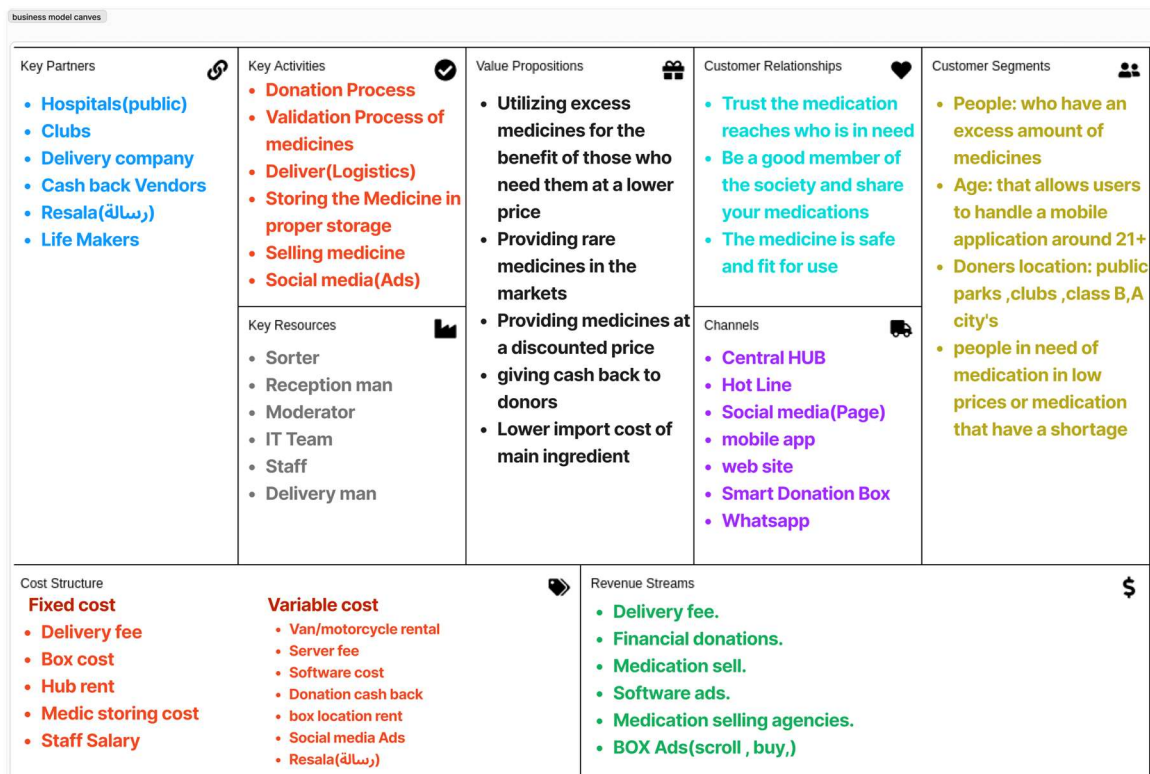 business model canves
Key Partners
Hospitals(public)
Clubs
Delivery company
Cash back Vendors
Resala(رسالة)
Life Makers
Key Activities
Donation Process
Validation Process of
medicines
Deliver(Logistics)
Storing the Medicine in
proper storage
Selling medicine
Social media(Ads)
Key Resources
Sorter
Reception man
Moderator
IT Team
Staff
Delivery man
Value Propositions
Utilizing excess
medicines for the
benefit of those who
need them at a lower
price
Providing rare
medicines in the
markets
Providing medicines at
a discounted price
giving cash back to
donors
Lower import cost of
main ingredient
Customer Relationships
Trust the medication
reaches who is in need
Be a good member of
the society and share
your medications
The medicine is safe
and fit for use
Channels
Central HUB
Hot Line
Social media(Page)
mobile app
web site
Smart Donation Box
Whatsapp
Customer Segments
People: who have an
excess amount of
medicines
Age: that allows users
to handle a mobile
application around 21+
Doners location: public
parks ,clubs ,class B,A
city's
people in need of
medication in low
prices or medication
that have a shortage
Cost Structure
Fixed cost
Delivery fee
Box cost
Hub rent
Medic storing cost
Staff Salary
Variable cost
Van/motorcycle rental
Server fee
Software cost
Donation cash back
box location rent
Social media Ads
Resala(رسالة)
Revenue Streams
Delivery fee.
Financial donations.
Medication sell.
Software ads.
Medication selling agencies.
BOX Ads(scroll , buy,)